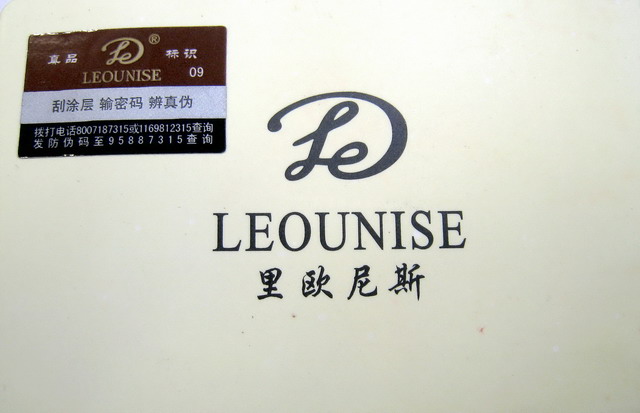 真品 Le® 标识
LEOUNISE 09
刮涂层 输密码 辨真伪
拨打电话8007187315或1169812315查询
发防伪码至95887315查询
Le
LEOUNISE
里欧尼斯